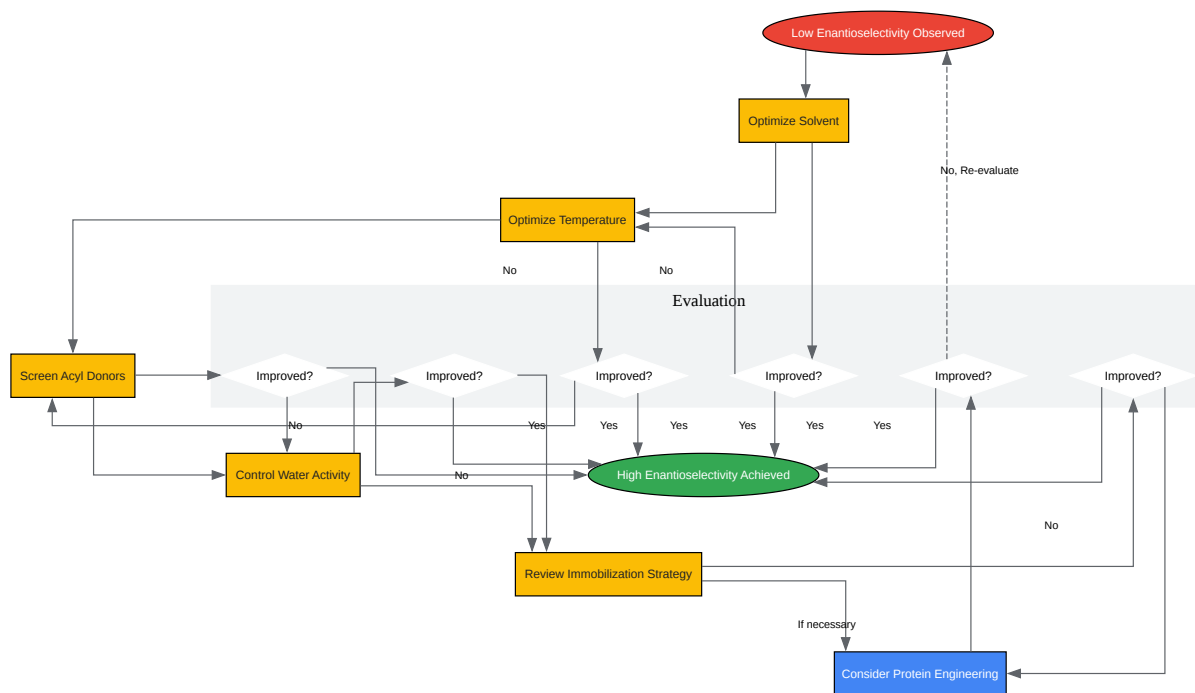 Low Enantioselectivity Observed
Optimize Solvent
No, Re-evaluate
Optimize Temperature
No
No
Evaluation
Screen Acyl Donors
Improved?
Improved?
Improved?
Improved?
Improved?
Improved?
No
Yes
Yes
Yes
Yes
Yes
Yes
Control Water Activity
No
High Enantioselectivity Achieved
No
Review Immobilization Strategy
If necessary
Consider Protein Engineering